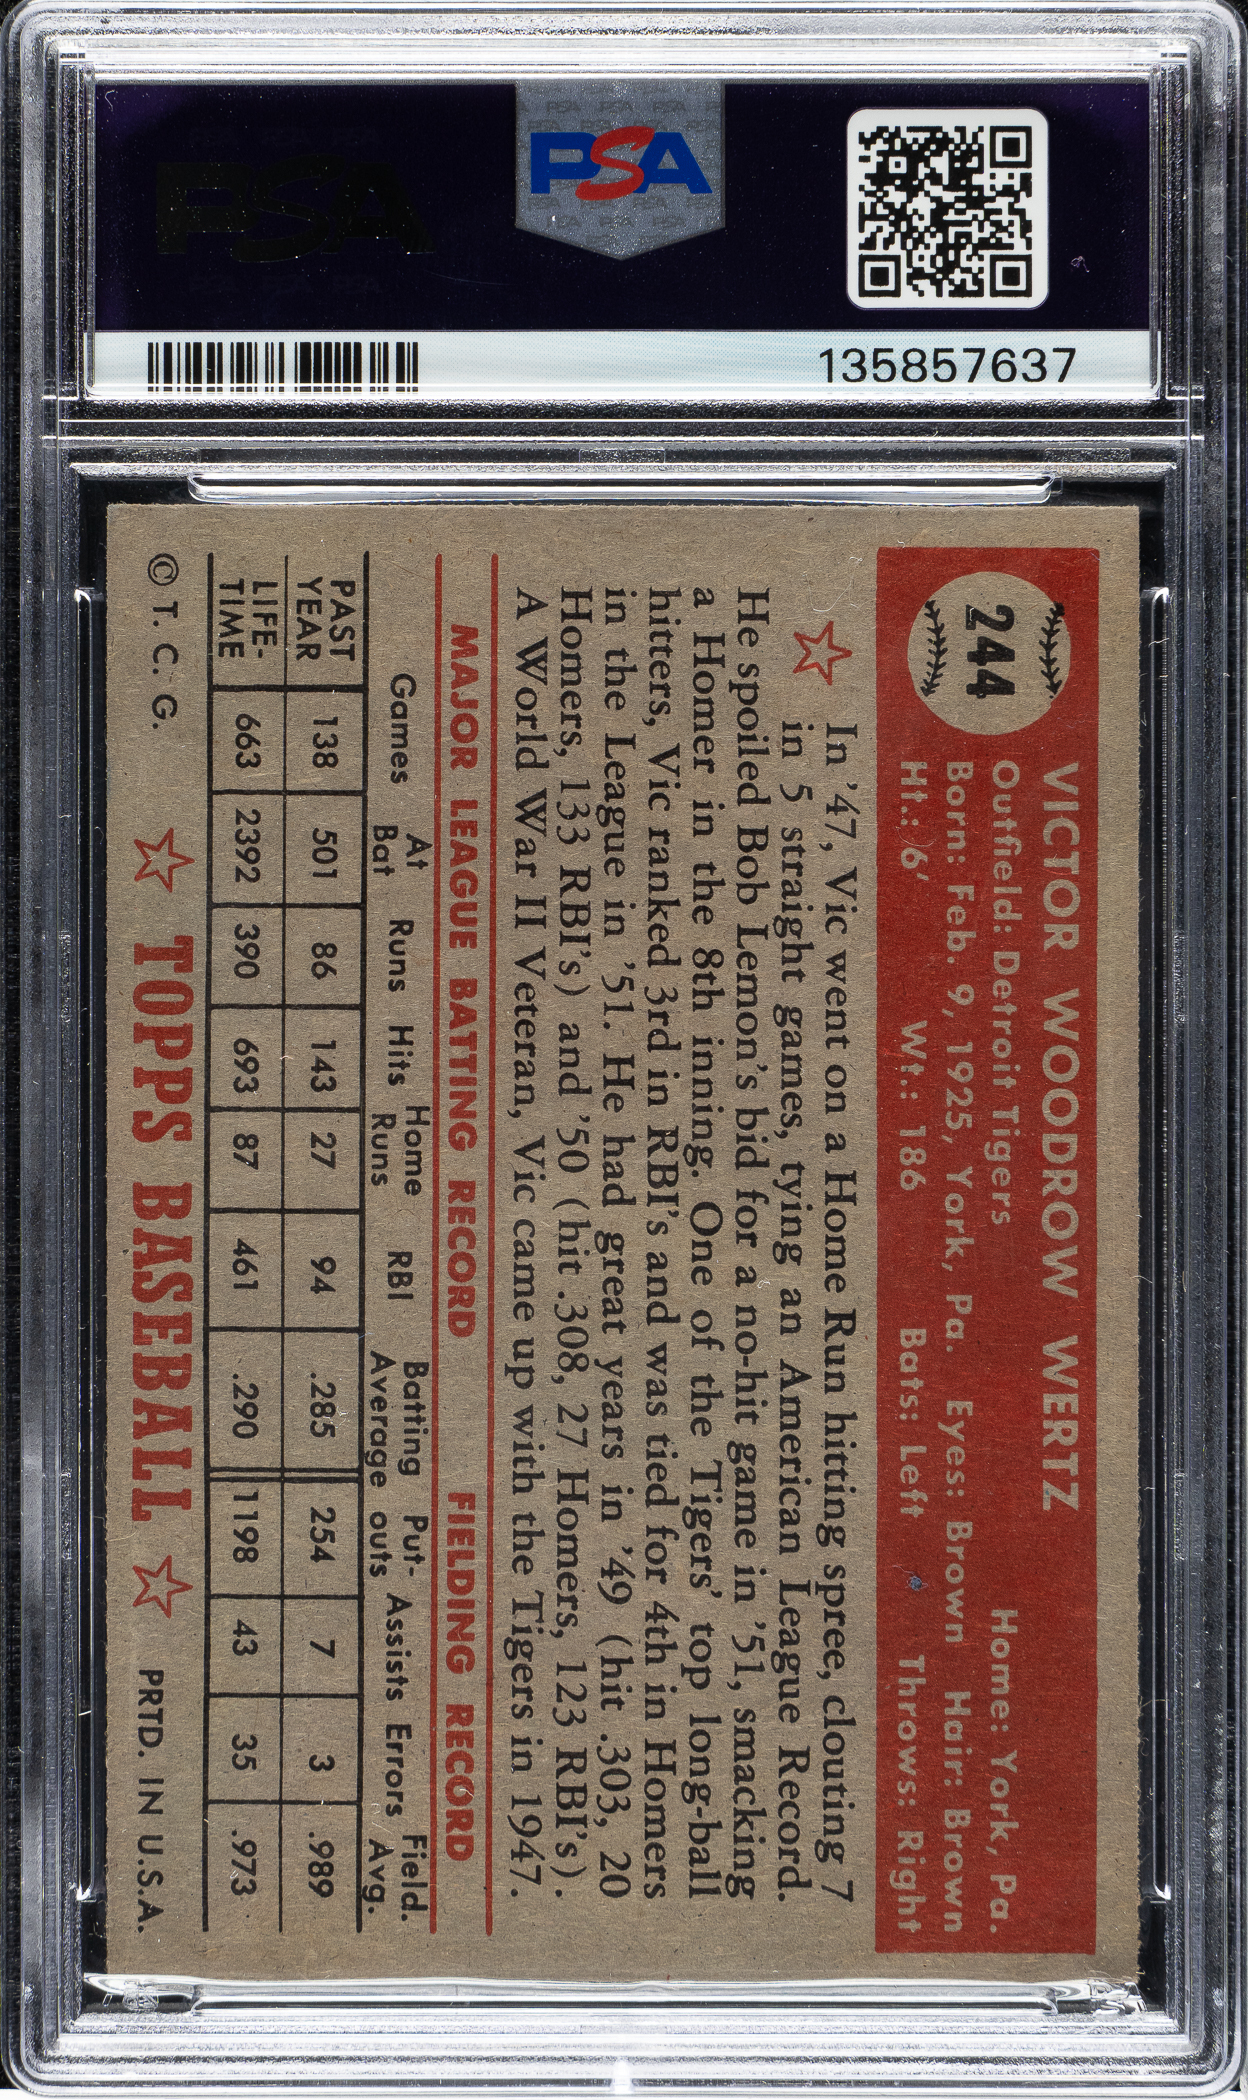 PSA
135857637
244
VICTOR WOODROW WERTZ
Outfield: Detroit Tigers Home: York, Pa.
Born: Feb. 9, 1925, York, Pa. Eyes: Brown Hair: Brown
Ht.: 6' Wt.: 186 Bats: Left Throws: Right
In '47, Vic went on a Home Run hitting spree, clouting 7
in 5 straight games, tying an American League Record.
He spoiled Bob Lemon's bid for a no-hit game in '51, smacking
a Homer in the 8th inning. One of the Tigers' top long-ball
hitters, Vic ranked 3rd in RBI's and was tied for 4th in Homers
in the League in '51. He had great years in '49 (hit .303, 20
Homers, 133 RBI's) and '50 (hit .308, 27 Homers, 123 RBI's).
A World War II Veteran, Vic came up with the Tigers in 1947.
MAJOR LEAGUE BATTING RECORD FIELDING RECORD
Games At Bat Runs Hits Home Runs RBI Batting Average Put-outs Assists Errors Field. Avg.
PAST YEAR 138 501 86 143 27 94 .285 254 7 3 .989
LIFE-TIME 663 2392 390 693 87 461 .290 1198 43 35 .973
© T. C. G. TOPPS BASEBALL PRTD. IN U.S.A.